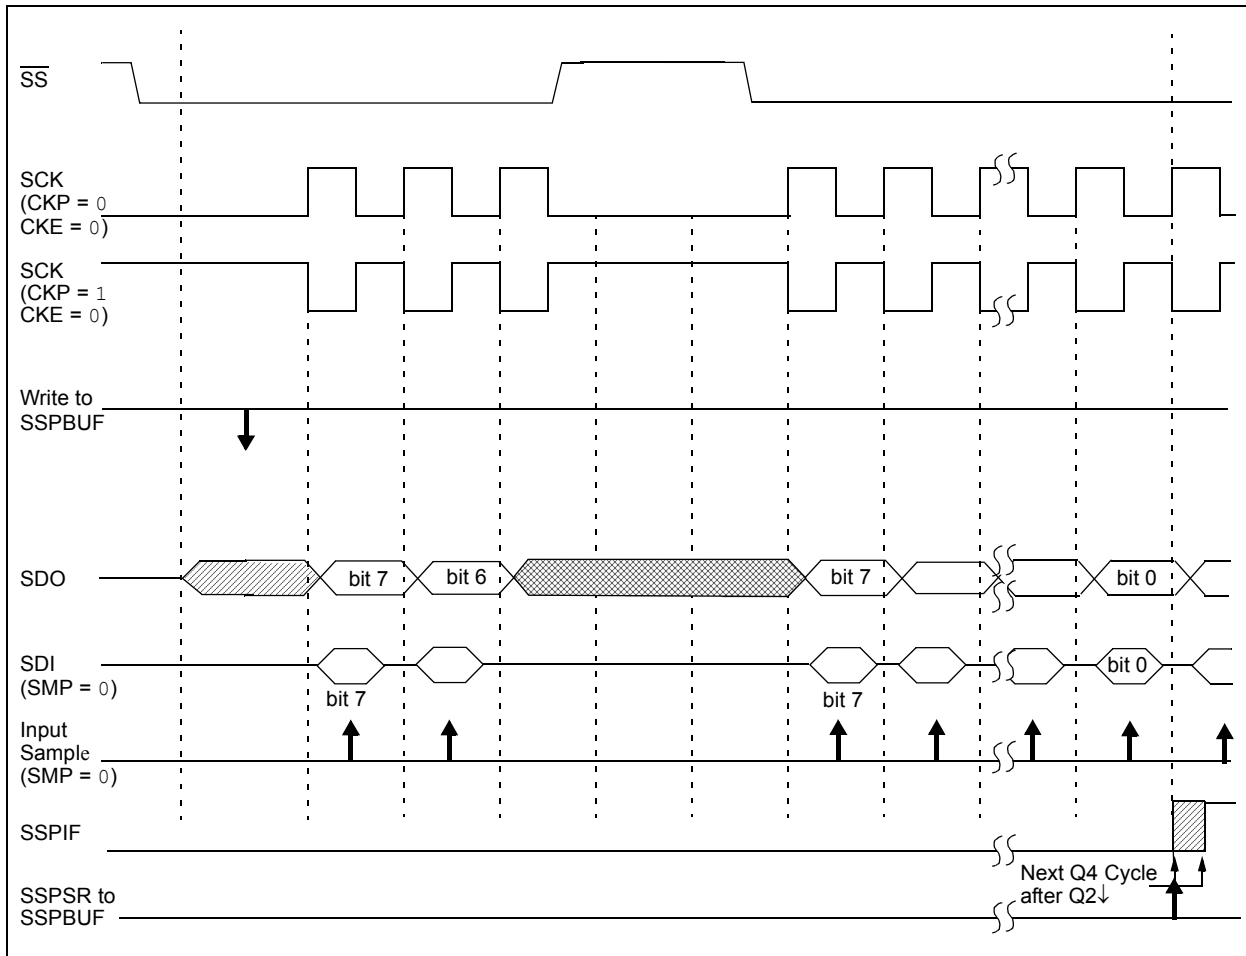 SS
SCK
(CKP = 0
CKE = 0)
SCK
(CKP = 1
CKE = 0)
Write to
SSPBUF
SDO
bit 7
bit 6
bit 7
bit 0
SDI
(SMP = 0)
bit 7
bit 7
bit 0
Input
Sample
(SMP = 0)
SSPIF
Next Q4 Cycle
after Q2↓
SSPSR to
SSPBUF